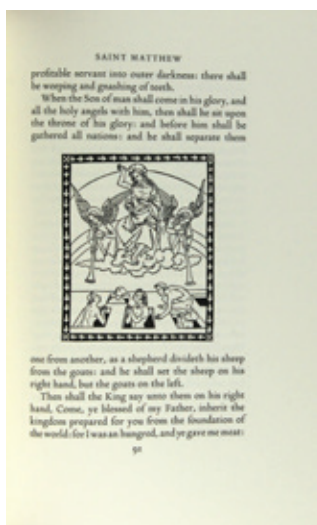 SAINT MATTHEW
profitable servant into outer darkness: there shall
be weeping and gnashing of teeth.
When the Son of man shall come in his glory, and
all the holy angels with him, then shall he sit upon
the throne of his glory: and before him shall be
gathered all nations: and he shall separate them
one from another, as a shepherd divideth his sheep
from the goats: and he shall set the sheep on his
right hand, but the goats on the left.
Then shall the King say unto them on his right
hand, Come, ye blessed of my Father, inherit the
kingdom prepared for you from the foundation of
the world: for I was an hungred, and ye gave me meat: